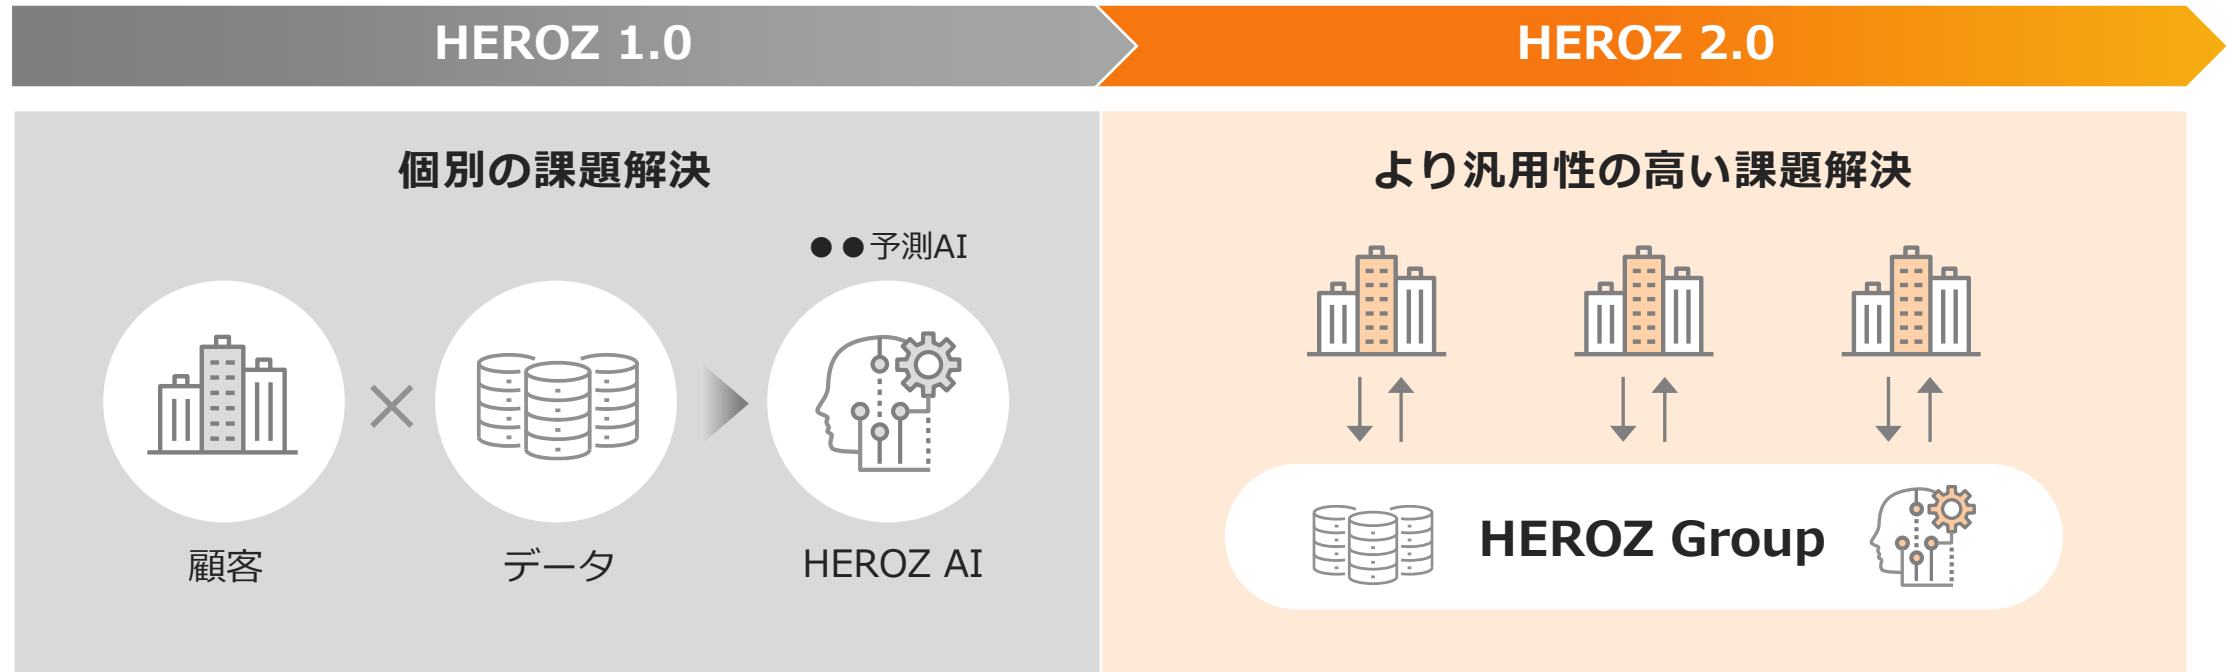 HEROZ 1.0
HEROZ 2.0
個別の課題解決
●●予測AI
顧客
データ
HEROZ AI
より汎用性の高い課題解決
HEROZ Group